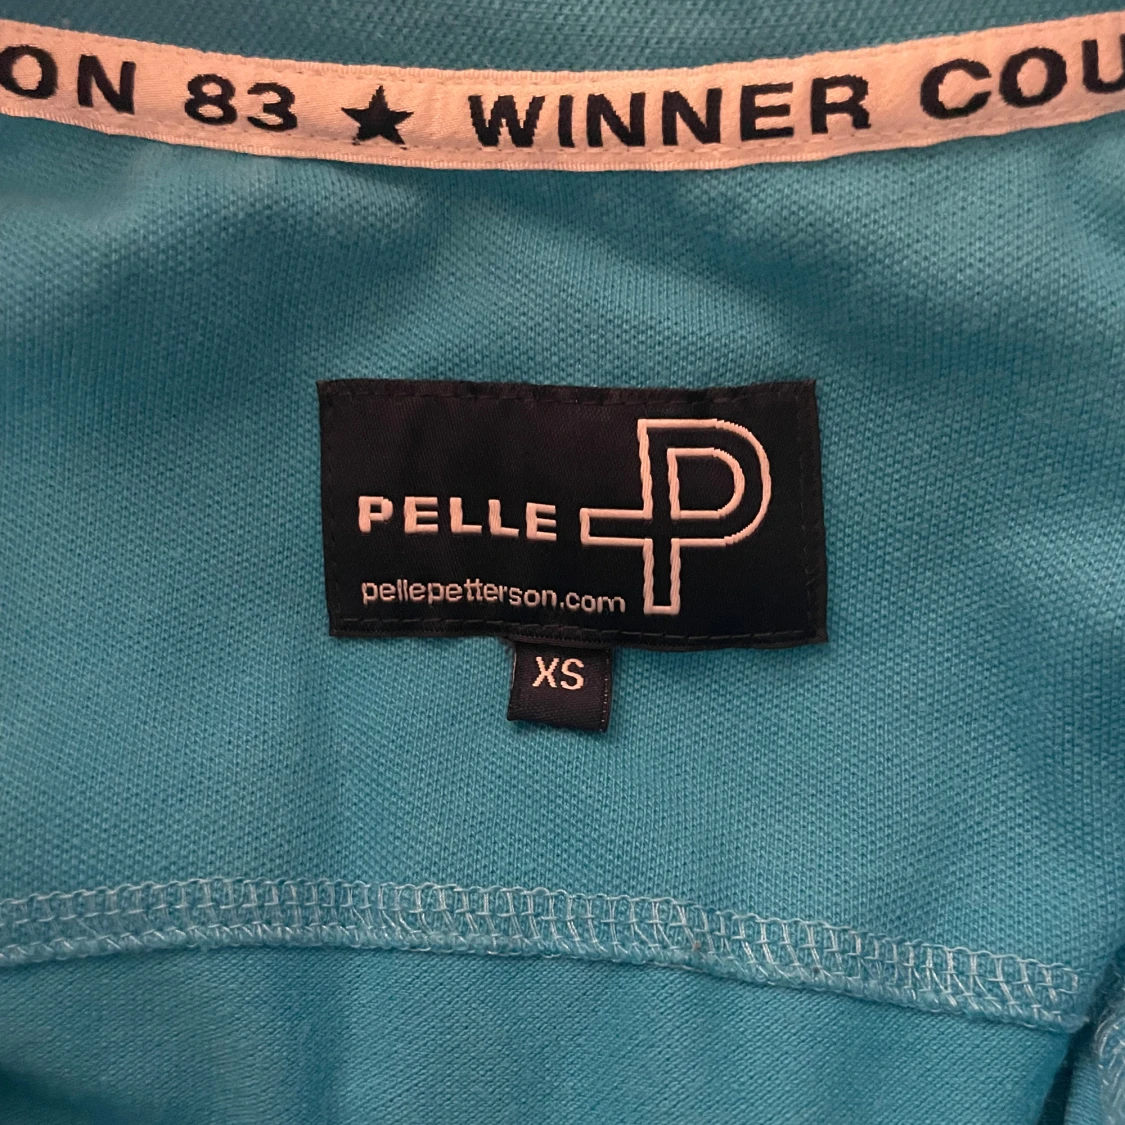 ON 83 ★ WINNER COU
PELLE P
pellepetterson.com
XS